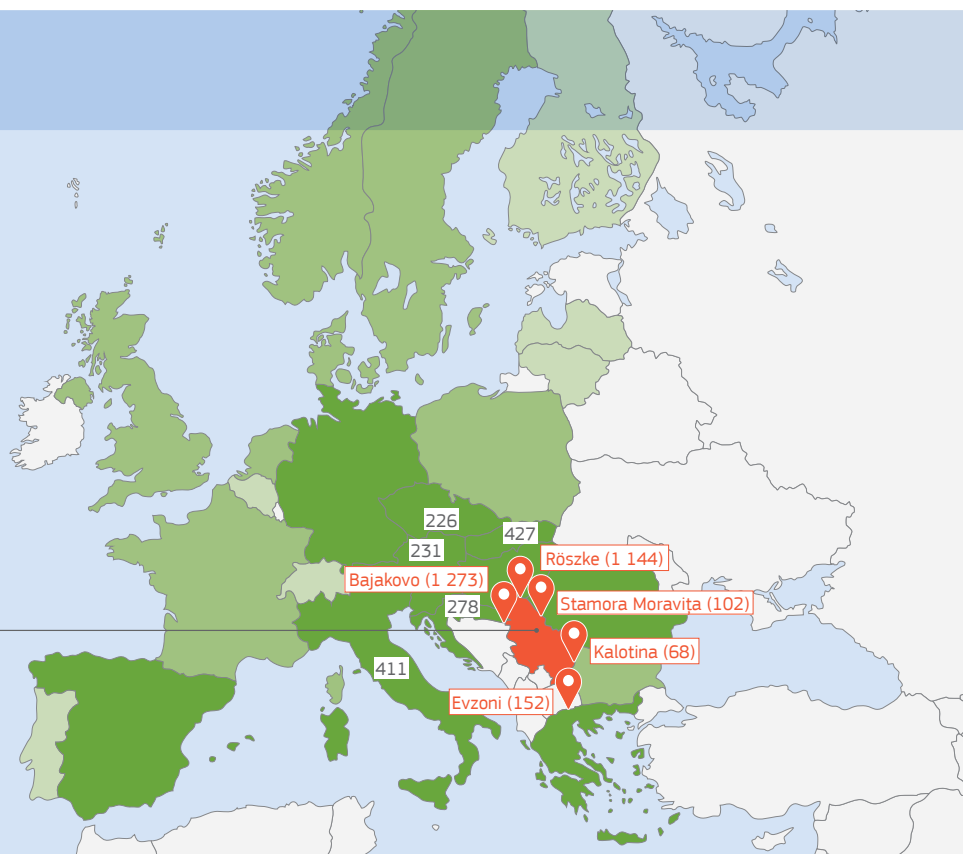 226
427
231
Röszke (1 144)
Bajakovo (1 273)
Stamora Moravița (102)
278
Kalotina (68)
411
Evzoni (152)